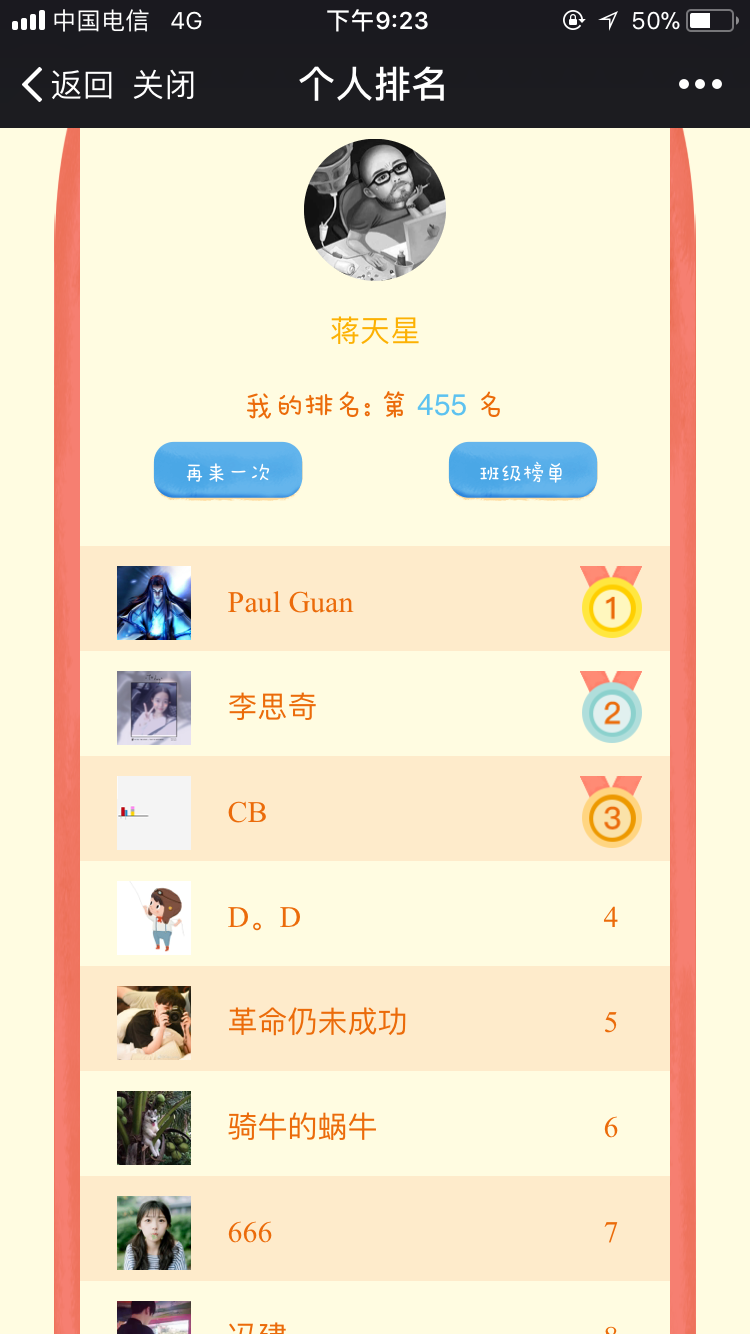 中国电信 4G 下午9:23 50%
返回 关闭 个人排名
蒋天星
我的排名: 第 455 名
再来一次 班级榜单
Paul Guan 1
李思奇 2
CB 3
D。D 4
革命仍未成功 5
骑牛的蜗牛 6
666 7